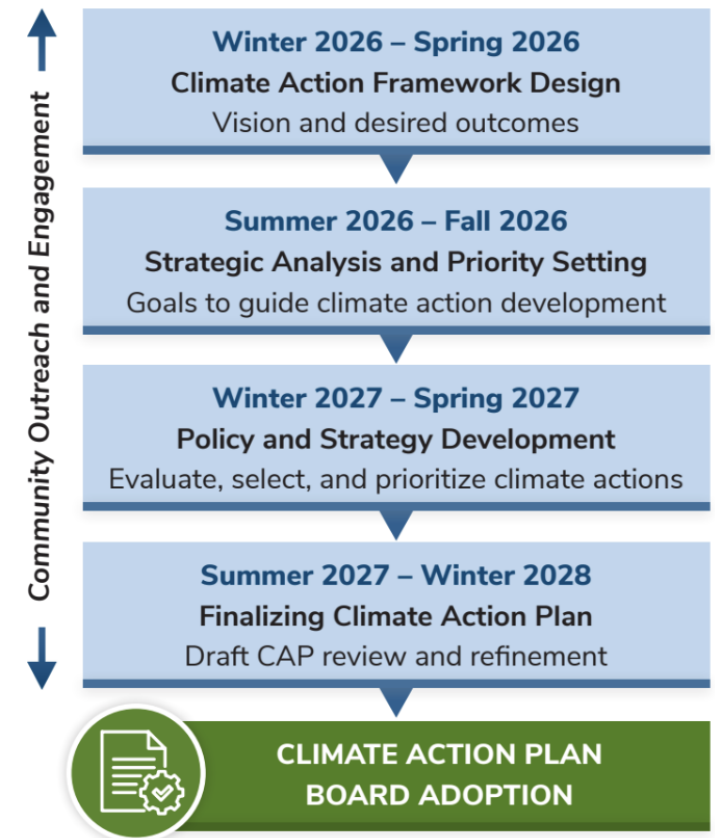 Community Outreach and Engagement
Winter 2026 – Spring 2026
Climate Action Framework Design
Vision and desired outcomes
Summer 2026 – Fall 2026
Strategic Analysis and Priority Setting
Goals to guide climate action development
Winter 2027 – Spring 2027
Policy and Strategy Development
Evaluate, select, and prioritize climate actions
Summer 2027 – Winter 2028
Finalizing Climate Action Plan
Draft CAP review and refinement
CLIMATE ACTION PLAN
BOARD ADOPTION